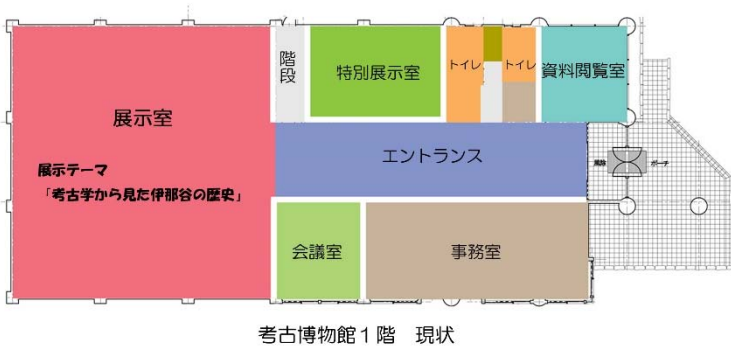 階段
特別展示室
トイレ
トイレ
資料閲覧室
展示室
エントランス
風除
ポーチ
展示テーマ
「考古学から見た伊那谷の歴史」
会議室
事務室
考古博物館1階 現状